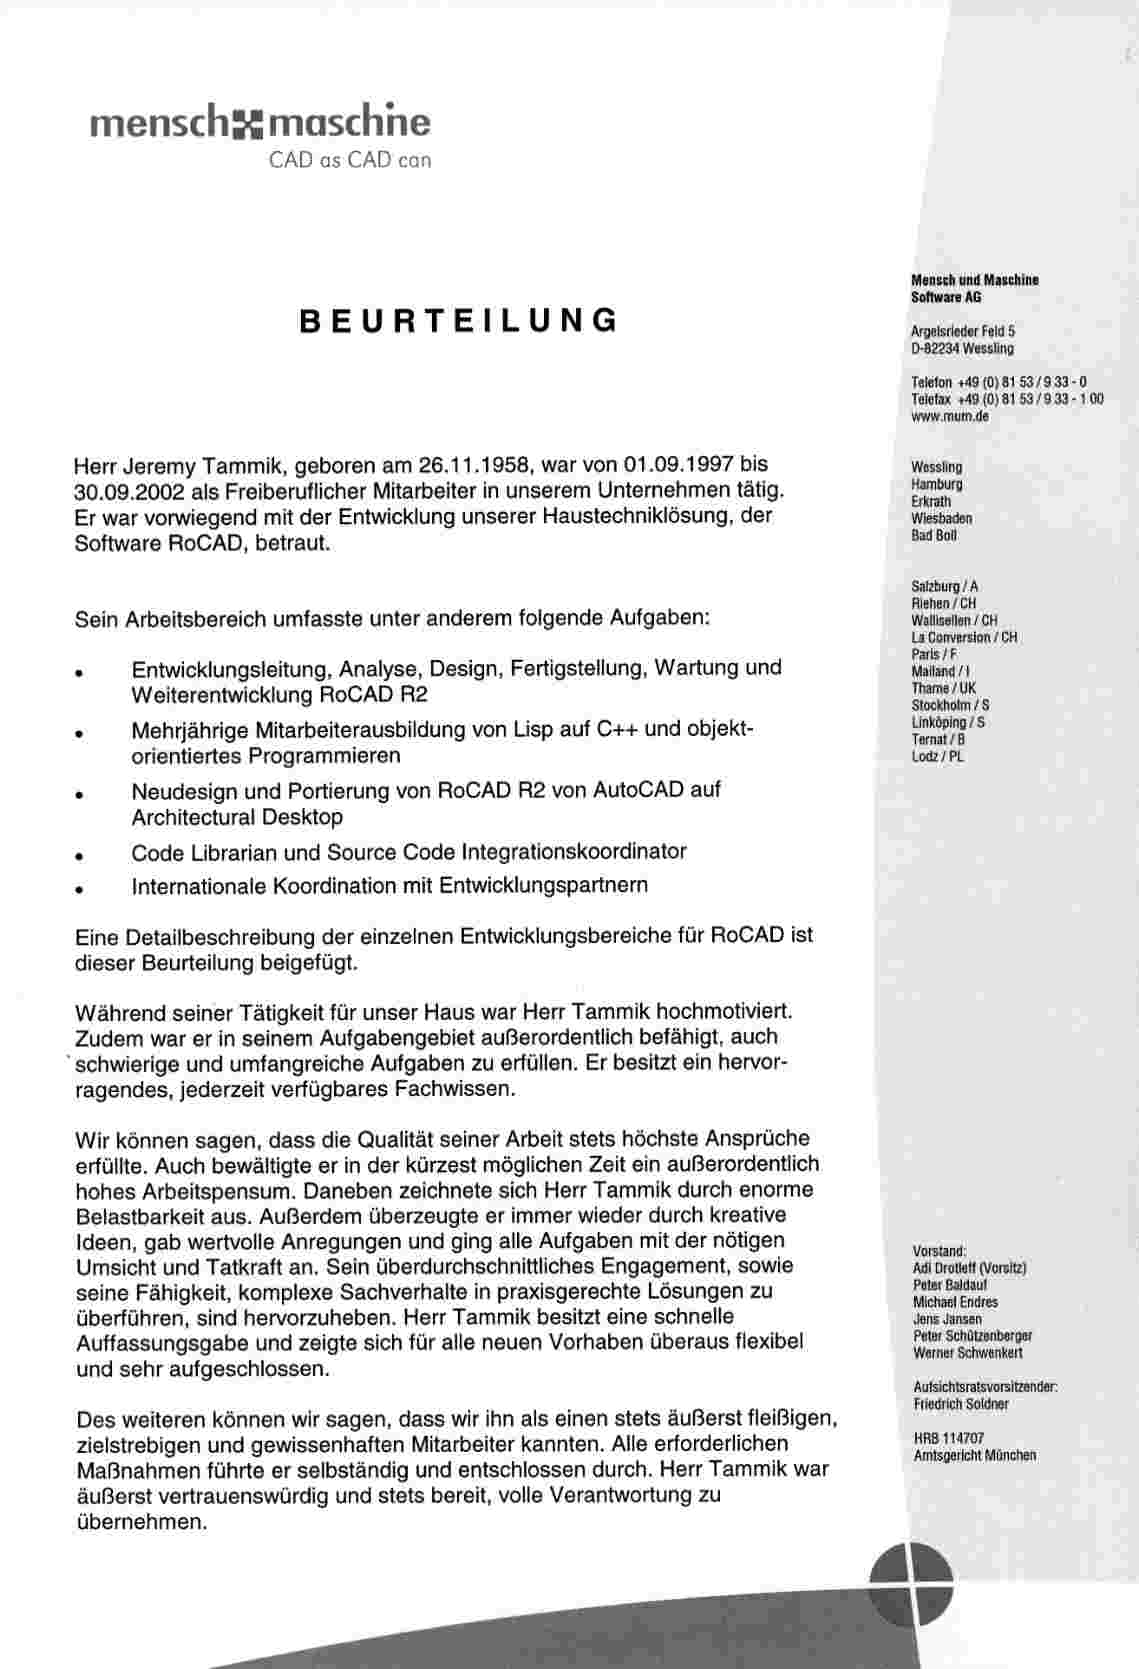 mensch maschine
CAD as CAD can
BEURTEILUNG
Herr Jeremy Tammik, geboren am 26.11.1958, war von 01.09.1997 bis
30.09.2002 als Freiberuflicher Mitarbeiter in unserem Unternehmen tätig.
Er war vorwiegend mit der Entwicklung unserer Haustechniklösung, der
Software RoCAD, betraut.
Sein Arbeitsbereich umfasste unter anderem folgende Aufgaben:
• Entwicklungsleitung, Analyse, Design, Fertigstellung, Wartung und
Weiterentwicklung RoCAD R2
• Mehrjährige Mitarbeiterausbildung von Lisp auf C++ und objekt-
orientiertes Programmieren
• Neudesign und Portierung von RoCAD R2 von AutoCAD auf
Architectural Desktop
• Code Librarian und Source Code Integrationskoordinator
• Internationale Koordination mit Entwicklungspartnern
Eine Detailbeschreibung der einzelnen Entwicklungsbereiche für RoCAD ist
dieser Beurteilung beigefügt.
Während seiner Tätigkeit für unser Haus war Herr Tammik hochmotiviert.
Zudem war er in seinem Aufgabengebiet außerordentlich befähigt, auch
schwierige und umfangreiche Aufgaben zu erfüllen. Er besitzt ein hervor-
ragendes, jederzeit verfügbares Fachwissen.
Wir können sagen, dass die Qualität seiner Arbeit stets höchste Ansprüche
erfüllte. Auch bewältigte er in der kürzest möglichen Zeit ein außerordentlich
hohes Arbeitspensum. Daneben zeichnete sich Herr Tammik durch enorme
Belastbarkeit aus. Außerdem überzeugte er immer wieder durch kreative
Ideen, gab wertvolle Anregungen und ging alle Aufgaben mit der nötigen
Umsicht und Tatkraft an. Sein überdurchschnittliches Engagement, sowie
seine Fähigkeit, komplexe Sachverhalte in praxisgerechte Lösungen zu
überführen, sind hervorzuheben. Herr Tammik besitzt eine schnelle
Auffassungsgabe und zeigte sich für alle neuen Vorhaben überaus flexibel
und sehr aufgeschlossen.
Des weiteren können wir sagen, dass wir ihn als einen stets äußerst fleißigen,
zielstrebigen und gewissenhaften Mitarbeiter kannten. Alle erforderlichen
Maßnahmen führte er selbständig und entschlossen durch. Herr Tammik war
äußerst vertrauenswürdig und stets bereit, volle Verantwortung zu
übernehmen.
Mensch und Maschine
Software AG
Argelsrieder Feld 5
D-82234 Wessling
Telefon +49 (0) 81 53 / 9 33 - 0
Telefax +49 (0) 81 53 / 9 33 - 1 00
www.mum.de
Wessling
Hamburg
Erkrath
Wiesbaden
Bad Boll
Salzburg / A
Riehen / CH
Wallisellen / CH
La Conversion / CH
Paris / F
Mailand / I
Thame / UK
Stockholm / S
Linköping / S
Ternat / B
Lodz / PL
Vorstand:
Adi Drotleff (Vorsitz)
Peter Baldauf
Michael Endres
Jens Jansen
Peter Schützenberger
Werner Schwenkert
Aufsichtsratsvorsitzender:
Friedrich Soldner
HRB 114707
Amtsgericht München